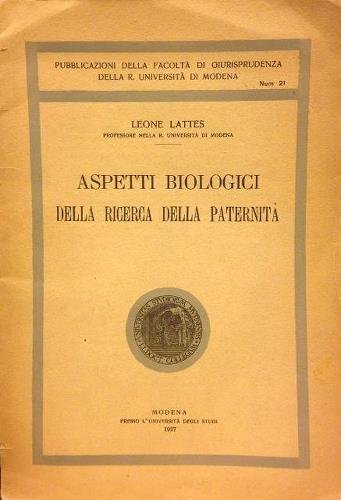 PUBBLICAZIONI DELLA FACOLTÀ DI GIURISPRUDENZA
DELLA R. UNIVERSITÀ DI MODENA
Num 21
LEONE LATTES
PROFESSORE NELLA R. UNIVERSITÀ DI MODENA
ASPETTI BIOLOGICI
DELLA RICERCA DELLA PATERNITÀ
MODENA
PRESSO L'UNIVERSITÀ DEGLI STUDI
1927